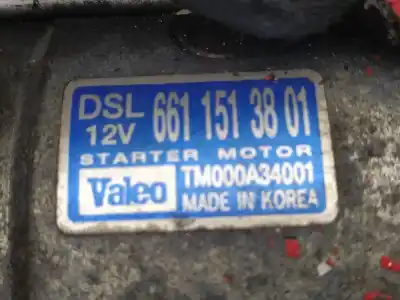 DSL 661 151 38 01
12V
STARTER MOTOR
Valeo TM000A34001
MADE IN KOREA